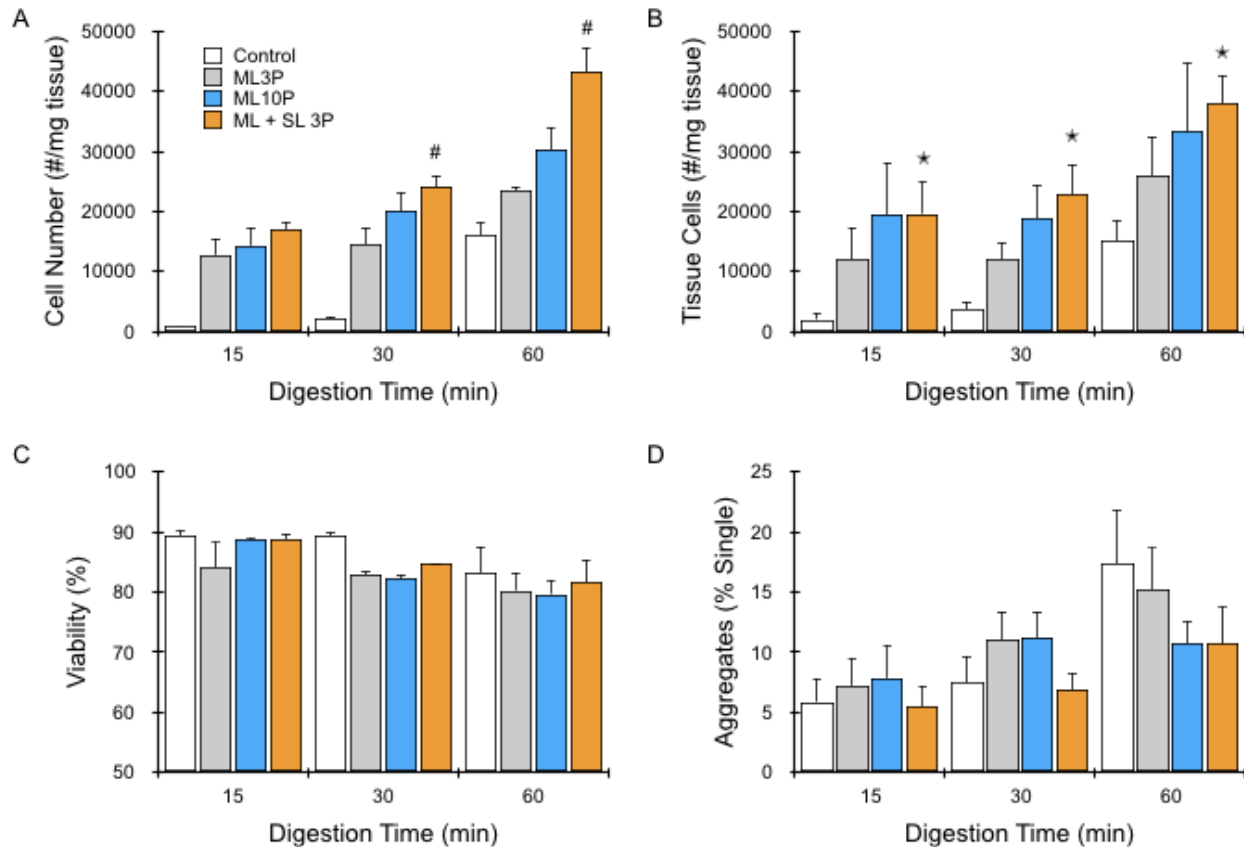 A
Cell Number (#/mg tissue)
50000
40000
30000
20000
10000
0
Control
ML3P
ML10P
ML + SL 3P
#
#
15
30
60
Digestion Time (min)
B
Tissue Cells (#/mg tissue)
50000
40000
30000
20000
10000
0
★
★
★
15
30
60
Digestion Time (min)
C
Viability (%)
100
90
80
70
60
50
15
30
60
Digestion Time (min)
D
Aggregates (% Single)
25
20
15
10
5
0
15
30
60
Digestion Time (min)